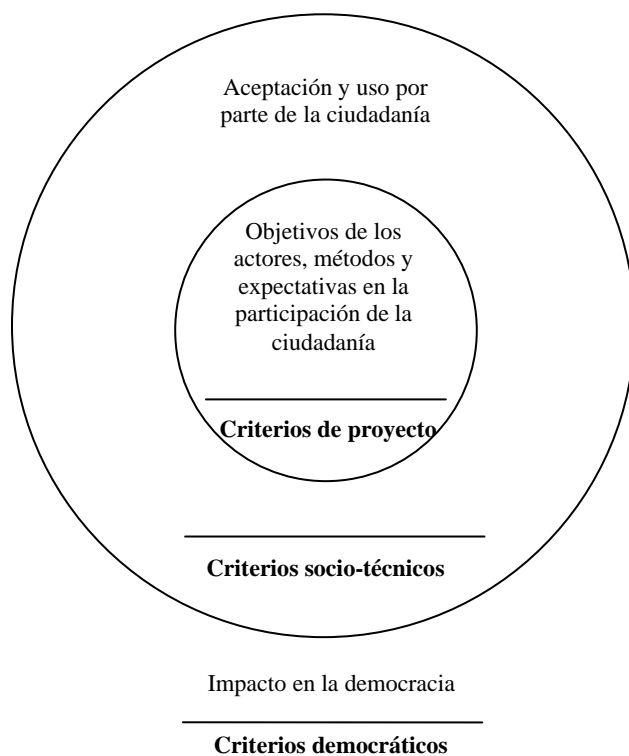 Aceptación y uso por
parte de la ciudadanía
Objetivos de los
actores, métodos y
expectativas en la
participación de la
ciudadanía
Criterios de proyecto
Criterios socio-técnicos
Impacto en la democracia
Criterios democráticos